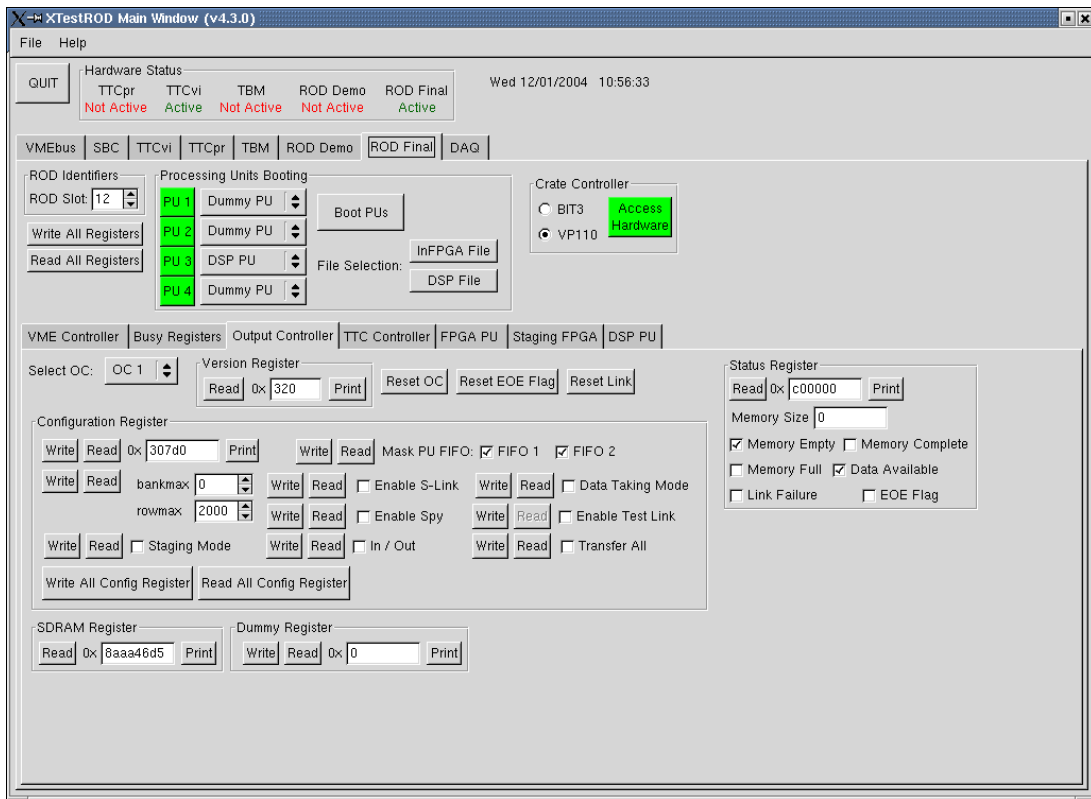 XTestROD Main Window (v4.3.0)
File Help
QUIT
Hardware Status
TTCpr TTCvi TBM ROD Demo ROD Final
Not Active Active Not Active Not Active Active
Wed 12/01/2004 10:56:33
VMEbus SBC TTCvi TTCpr TBM ROD Demo ROD Final DAQ
ROD Identifiers
ROD Slot: 12
Write All Registers
Read All Registers
Processing Units Booting
PU 1 Dummy PU
PU 2 Dummy PU
PU 3 DSP PU
PU 4 Dummy PU
Boot PUs
File Selection:
InFPGA File
DSP File
Crate Controller
BIT3
VP110
Access
Hardware
VME Controller Busy Registers Output Controller TTC Controller FPGA PU Staging FPGA DSP PU
Select OC: OC 1
Version Register
Read 0x 320 Print
Reset OC Reset EOE Flag Reset Link
Configuration Register
Write Read 0x 307d0 Print Write Read Mask PU FIFO: FIFO 1 FIFO 2
Write Read bankmax 0 Write Read Enable S-Link Write Read Data Taking Mode
rowmax 2000 Write Read Enable Spy Write Read Enable Test Link
Write Read Staging Mode Write Read In / Out Write Read Transfer All
Write All Config Register Read All Config Register
Status Register
Read 0x c00000 Print
Memory Size 0
Memory Empty Memory Complete
Memory Full Data Available
Link Failure EOE Flag
SDRAM Register
Read 0x 8aaa46d5 Print
Dummy Register
Write Read 0x 0 Print